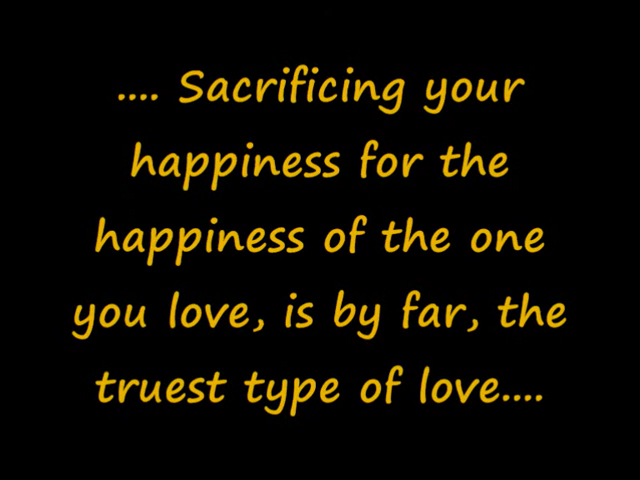 .... Sacrificing your
happiness for the
happiness of the one
you love, is by far, the
truest type of love....